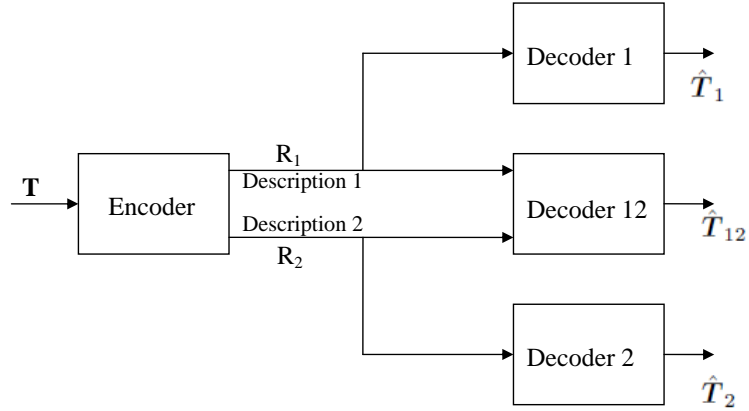 Decoder 1
T̂₁
R₁
Description 1
T
Encoder
Decoder 12
T̂₁₂
Description 2
R₂
Decoder 2
T̂₂